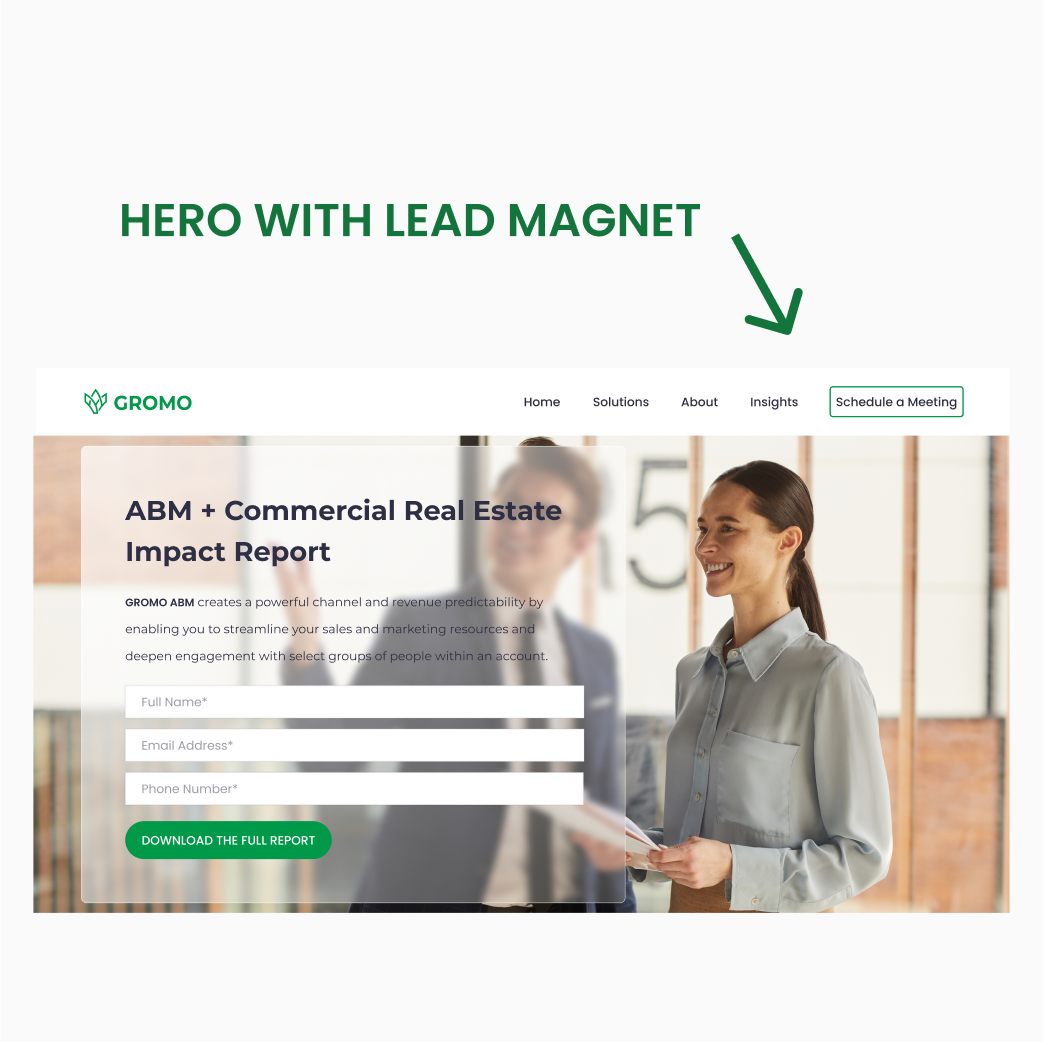 HERO WITH LEAD MAGNET
GROMO Home Solutions About Insights Schedule a Meeting
5
ABM + Commercial Real Estate
Impact Report
GROMO ABM creates a powerful channel and revenue predictability by
enabling you to streamline your sales and marketing resources and
deepen engagement with select groups of people within an account.
Full Name*
Email Address*
Phone Number*
DOWNLOAD THE FULL REPORT